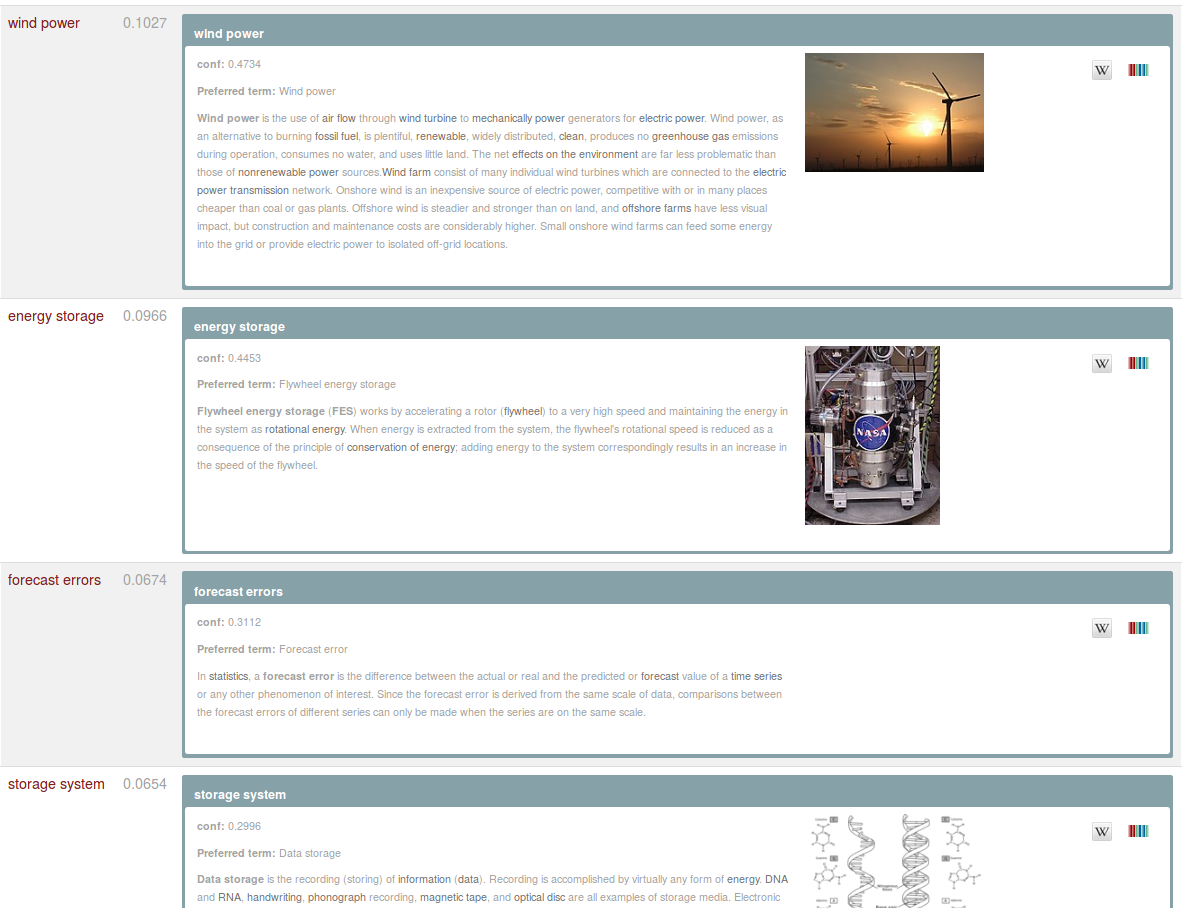 wind power 0.1027
wind power
conf: 0.4734
W
Preferred term: Wind power
Wind power is the use of air flow through wind turbine to mechanically power generators for electric power. Wind power, as
an alternative to burning fossil fuel, is plentiful, renewable, widely distributed, clean, produces no greenhouse gas emissions
during operation, consumes no water, and uses little land. The net effects on the environment are far less problematic than
those of nonrenewable power sources.Wind farm consist of many individual wind turbines which are connected to the electric
power transmission network. Onshore wind is an inexpensive source of electric power, competitive with or in many places
cheaper than coal or gas plants. Offshore wind is steadier and stronger than on land, and offshore farms have less visual
impact, but construction and maintenance costs are considerably higher. Small onshore wind farms can feed some energy
into the grid or provide electric power to isolated off-grid locations.
energy storage 0.0966
energy storage
conf: 0.4453
W
Preferred term: Flywheel energy storage
Flywheel energy storage (FES) works by accelerating a rotor (flywheel) to a very high speed and maintaining the energy in
the system as rotational energy. When energy is extracted from the system, the flywheel's rotational speed is reduced as a
consequence of the principle of conservation of energy; adding energy to the system correspondingly results in an increase in
the speed of the flywheel.
NASA
forecast errors 0.0674
forecast errors
conf: 0.3112
W
Preferred term: Forecast error
In statistics, a forecast error is the difference between the actual or real and the predicted or forecast value of a time series
or any other phenomenon of interest. Since the forecast error is derived from the same scale of data, comparisons between
the forecast errors of different series can only be made when the series are on the same scale.
storage system 0.0654
storage system
conf: 0.2996
W
Preferred term: Data storage
Data storage is the recording (storing) of information (data). Recording is accomplished by virtually any form of energy. DNA
and RNA, handwriting, phonograph recording, magnetic tape, and optical disc are all examples of storage media. Electronic